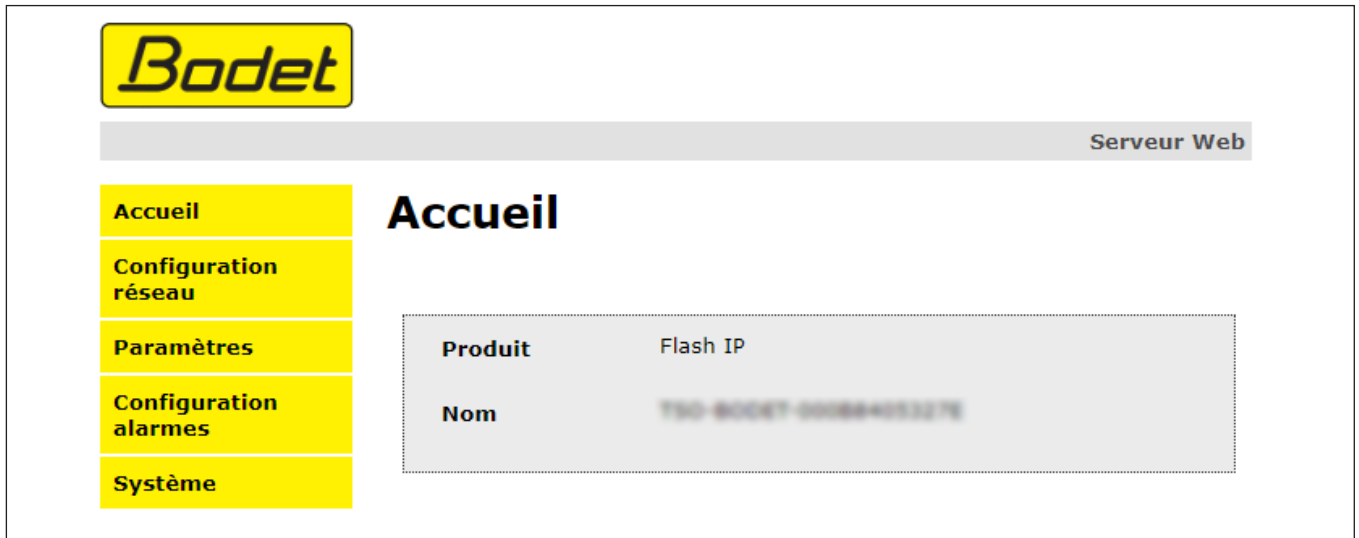 Bodet
Serveur Web
Accueil
Configuration
réseau
Paramètres
Configuration
alarmes
Système
Accueil
Produit Flash IP
Nom